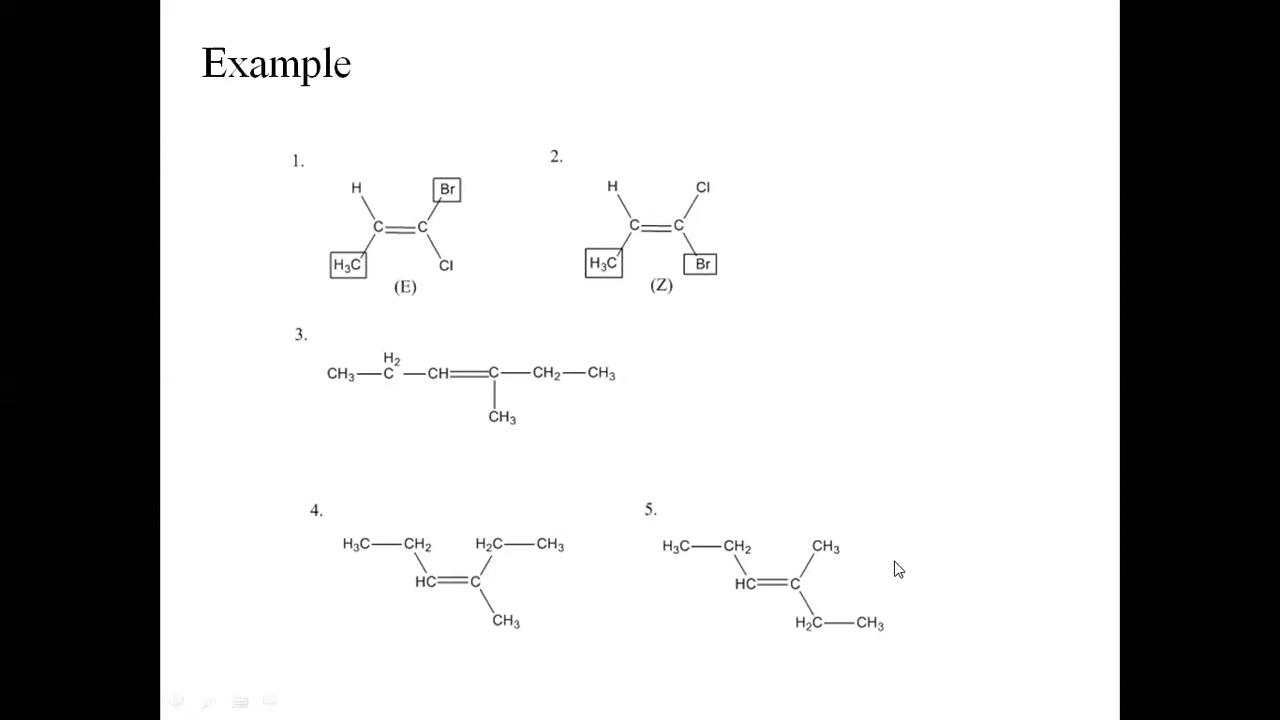 Example
1.
H Br
C C
H₃C Cl
(E)
2.
H Cl
C C
H₃C Br
(Z)
3.
H₂
CH₃ C CH C CH₂ CH₃
CH₃
4.
H₃C CH₂ H₂C CH₃
HC C
CH₃
5.
H₃C CH₂ CH₃
HC C
H₂C CH₃